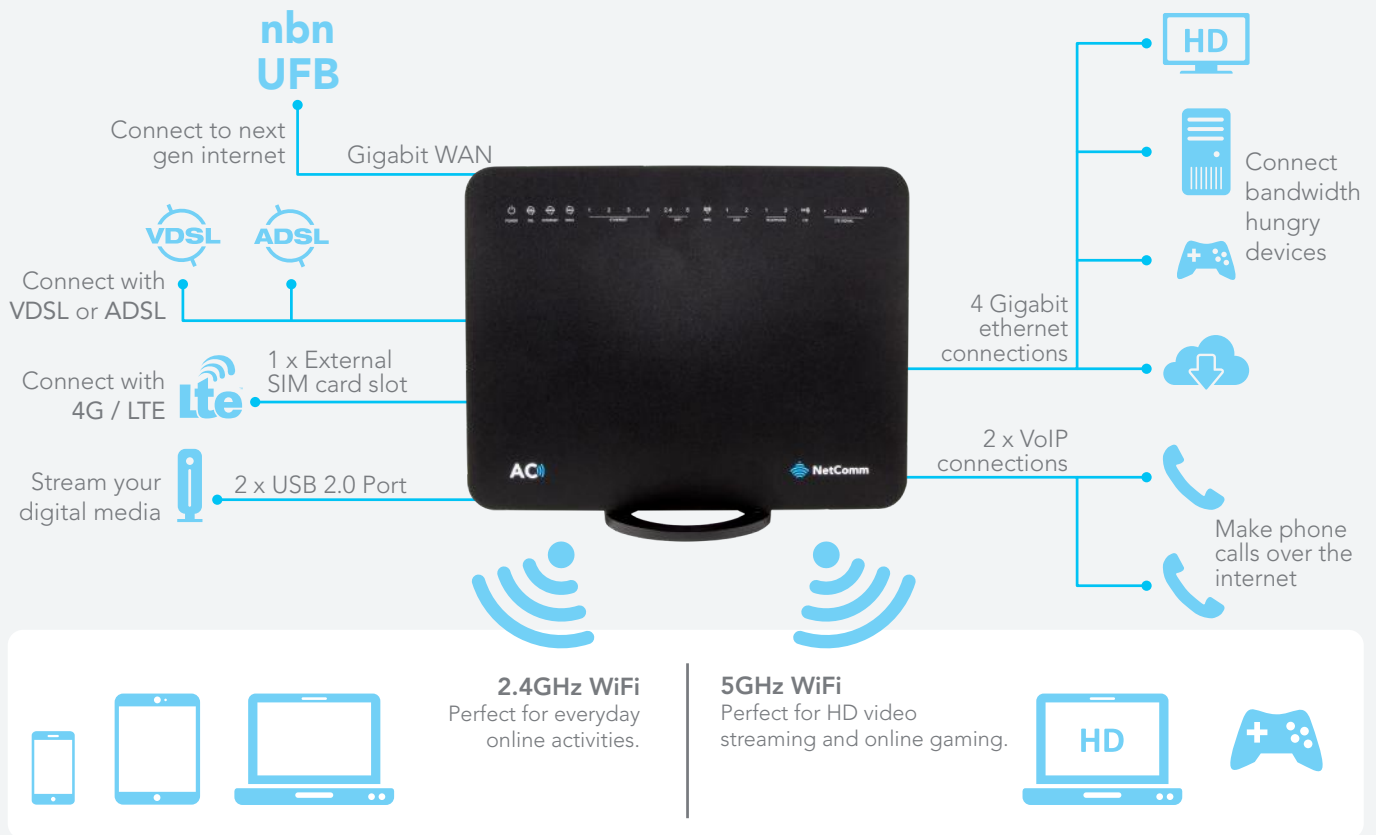 nbn
UFB
Connect to next
gen internet
Gigabit WAN
VDSL
ADSL
Connect with
VDSL or ADSL
1 x External
SIM card slot
Connect with
4G / LTE
Lte
Stream your
digital media
2 x USB 2.0 Port
AC
NetComm
HD
Connect
bandwidth
hungry
devices
4 Gigabit
ethernet
connections
2 x VoIP
connections
Make phone
calls over the
internet
2.4GHz WiFi
Perfect for everyday
online activities.
5GHz WiFi
Perfect for HD video
streaming and online gaming.
HD